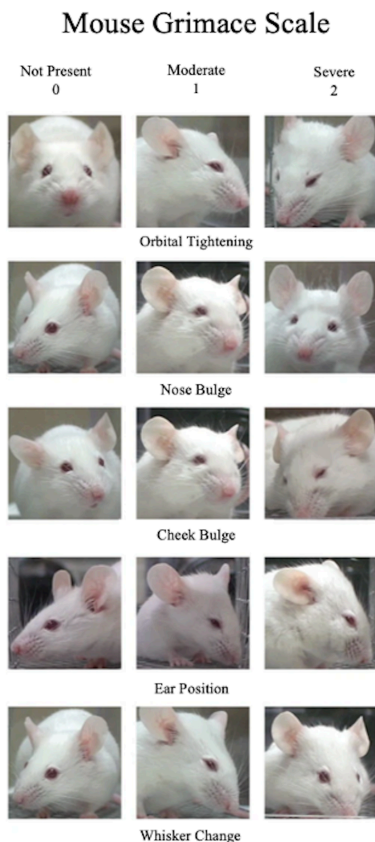 Mouse Grimace Scale
Not Present Moderate Severe
0 1 2
Orbital Tightening
Nose Bulge
Cheek Bulge
Ear Position
Whisker Change